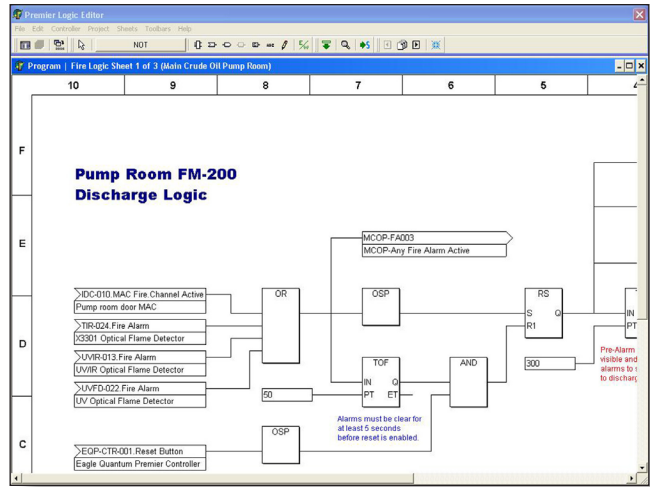 Premier Logic Editor
File Edit Controller Project Sheets Toolbars Help
NOT
Program | Fire Logic Sheet 1 of 3 (Main Crude Oil Pump Room)
10 9 8 7 6 5 4
F
Pump Room FM-200
Discharge Logic
E
MCOP-FA003
MCOP-Any Fire Alarm Active
IDC-010.MAC Fire.Channel Active
Pump room door MAC
OR
OSP
RS
S Q
R1
IN
PT
D
TIR-024.Fire Alarm
X3301 Optical Flame Detector
UVIR-013.Fire Alarm
UV/IR Optical Flame Detector
UVFD-022.Fire Alarm
UV Optical Flame Detector
50
TOF
IN Q
PT ET
AND
300
Pre-Alarm
visible and
alarms to
to discharg
Alarms must be clear for
at least 5 seconds
before reset is enabled.
C
OSP
EQP-CTR-001.Reset Button
Eagle Quantum Premier Controller